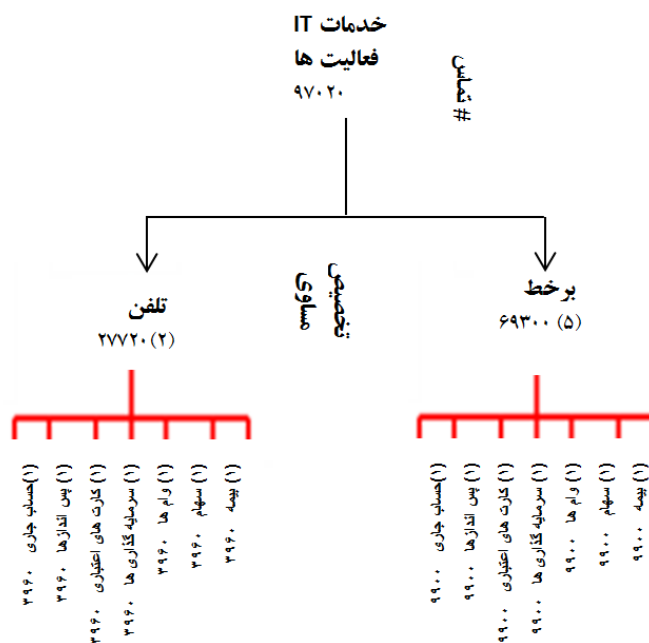 خدمات IT
فعالیت ها
۹۷۰۲۰
# تماس
تخصیص
مساوی
برخط
۶۹۳۰۰ (۵)
تلفن
۲۷۷۲۰ (۲)
(۱) بیمه ۹۹۰۰
(۱) سهام ۹۹۰۰
(۱) وام ها ۹۹۰۰
(۱) سرمایه گذاری ها ۹۹۰۰
(۱) کارت های اعتباری ۹۹۰۰
(۱) پس اندازها ۹۹۰۰
(۱)حساب جاری ۹۹۰۰
(۱) بیمه ۳۹۶۰
(۱) سهام ۳۹۶۰
(۱) وام ها ۳۹۶۰
(۱) سرمایه گذاری ها ۳۹۶۰
(۱) کارت های اعتباری ۳۹۶۰
(۱) پس اندازها ۳۹۶۰
(۱)حساب جاری ۳۹۶۰